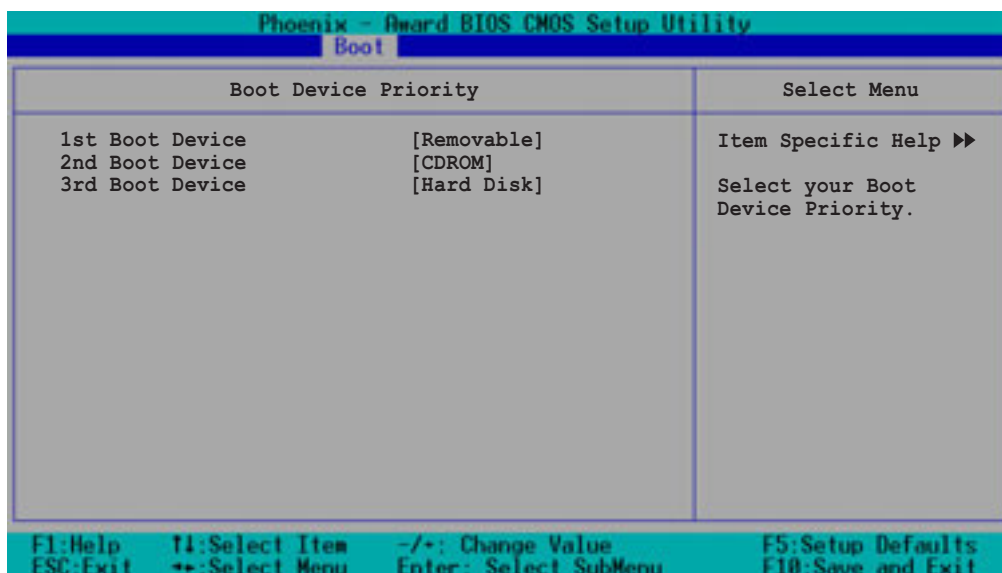 Phoenix - Award BIOS CMOS Setup Utility
Boot
Boot Device Priority
Select Menu
1st Boot Device [Removable]
2nd Boot Device [CDROM]
3rd Boot Device [Hard Disk]
Item Specific Help ▶▶
Select your Boot
Device Priority.
F1:Help ↑↓:Select Item -/+: Change Value F5:Setup Defaults
ESC:Exit ←→:Select Menu Enter: Select SubMenu F10:Save and Exit